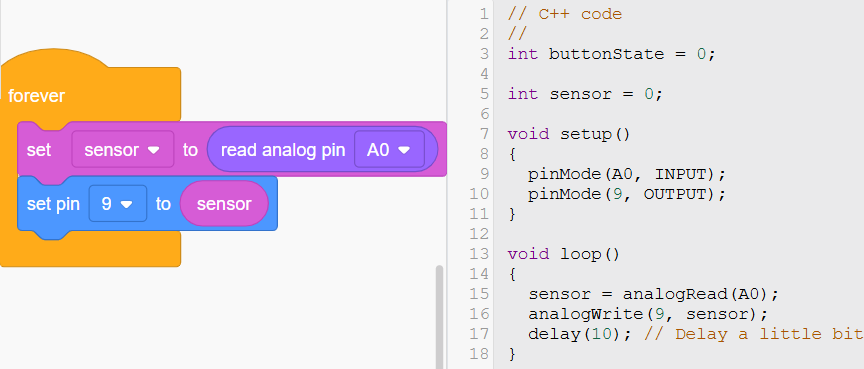 forever
set sensor to read analog pin A0
set pin 9 to sensor
1 // C++ code
2 //
3 int buttonState = 0;
4
5 int sensor = 0;
6
7 void setup()
8 {
9 pinMode(A0, INPUT);
10 pinMode(9, OUTPUT);
11 }
12
13 void loop()
14 {
15 sensor = analogRead(A0);
16 analogWrite(9, sensor);
17 delay(10); // Delay a little bit
18 }